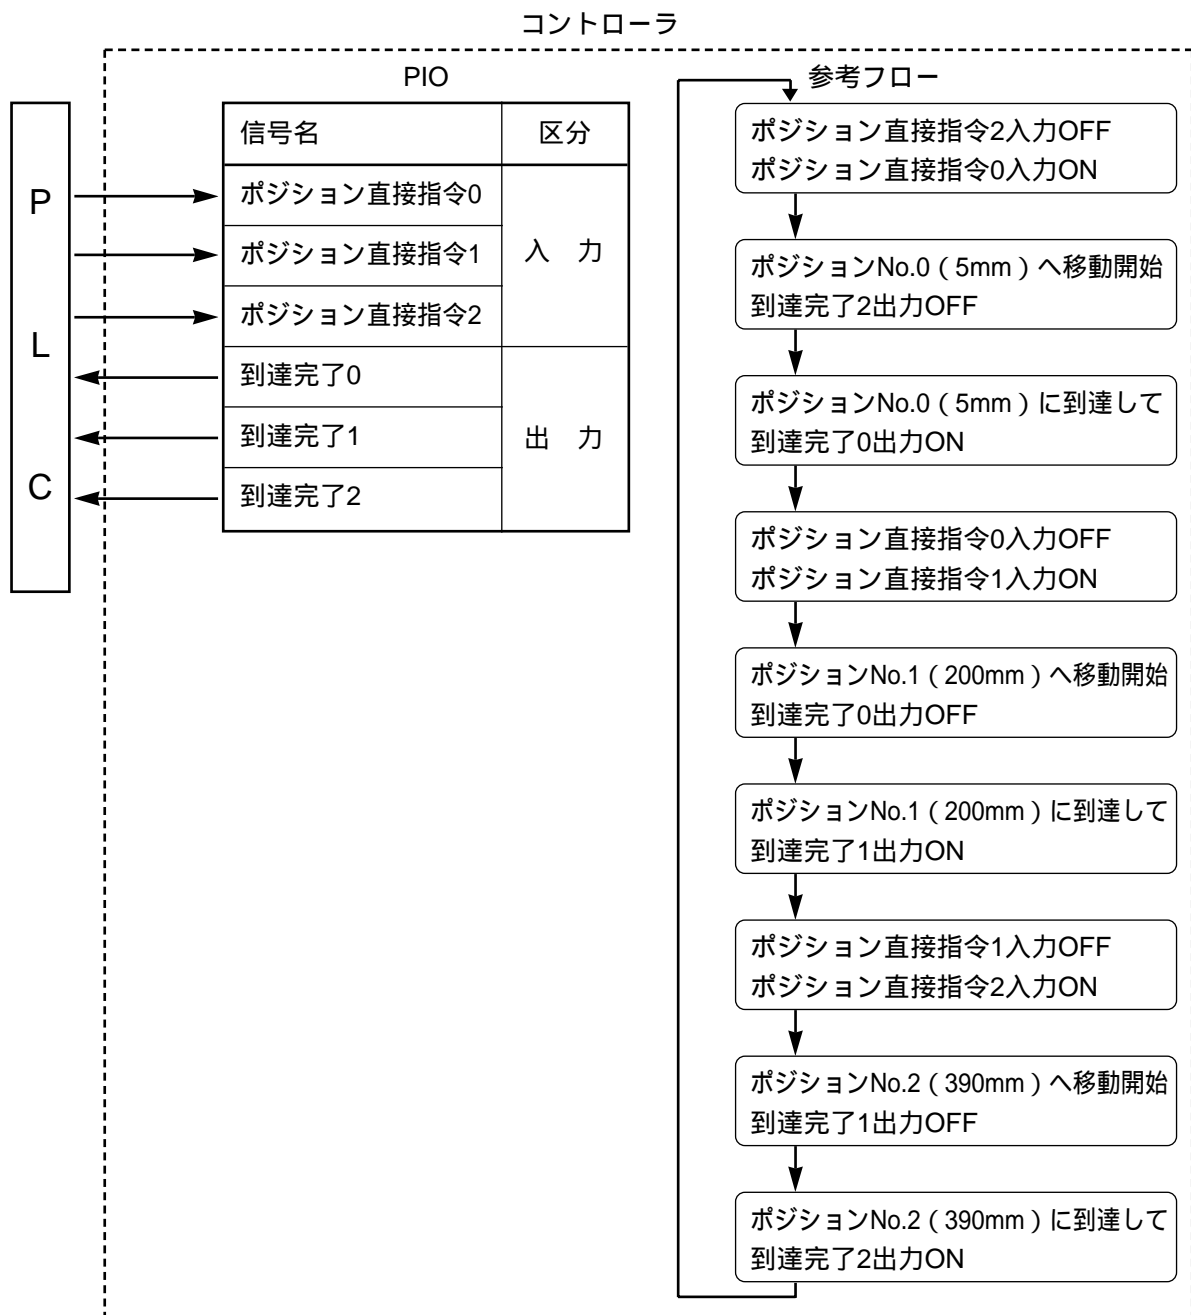 コントローラ
PIO
参考フロー
P
L
C
信号名 区分
ポジション直接指令0
ポジション直接指令1
ポジション直接指令2
入 力
到達完了0
到達完了1
到達完了2
出 力
ポジション直接指令2入力OFF
ポジション直接指令0入力ON
ポジションNo.0(5mm)へ移動開始
到達完了2出力OFF
ポジションNo.0(5mm)に到達して
到達完了0出力ON
ポジション直接指令0入力OFF
ポジション直接指令1入力ON
ポジションNo.1(200mm)へ移動開始
到達完了0出力OFF
ポジションNo.1(200mm)に到達して
到達完了1出力ON
ポジション直接指令1入力OFF
ポジション直接指令2入力ON
ポジションNo.2(390mm)へ移動開始
到達完了1出力OFF
ポジションNo.2(390mm)に到達して
到達完了2出力ON